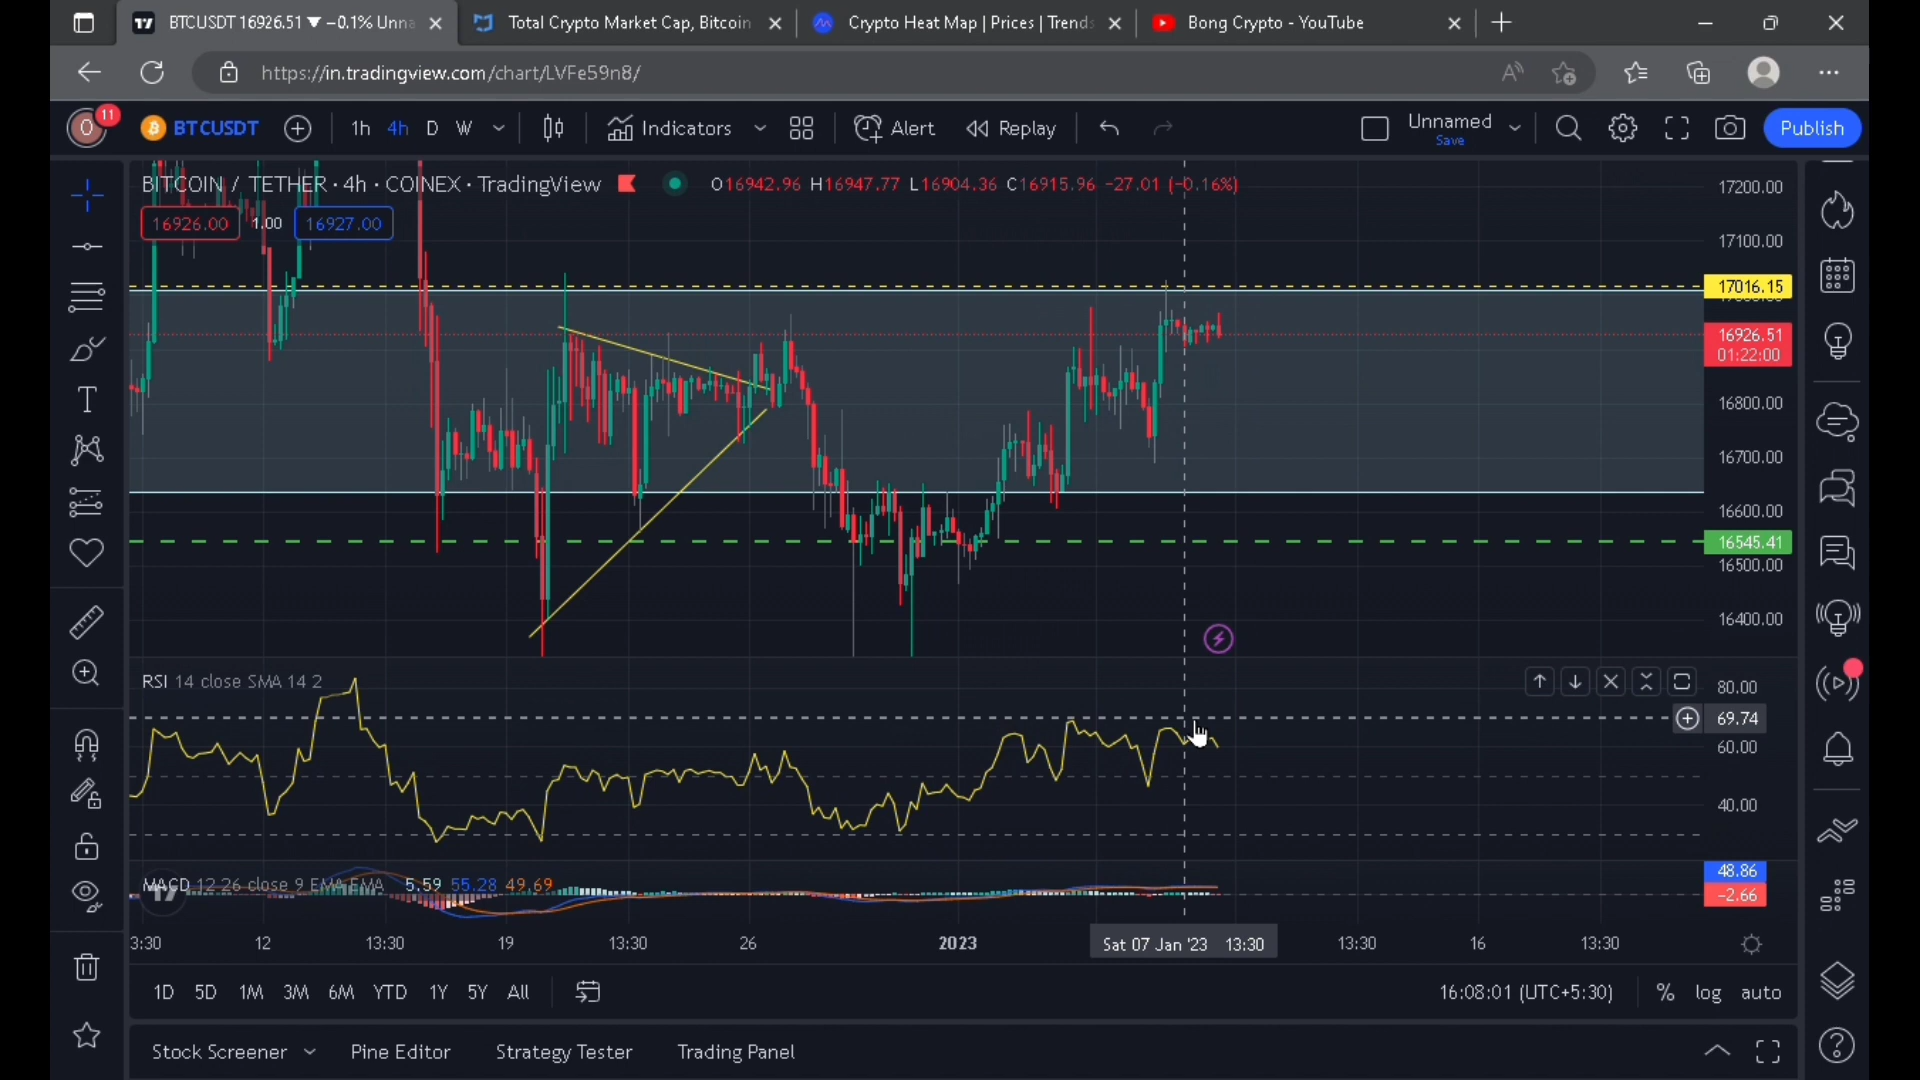 BTCUSDT 16926.51 ▼ −0.1% Unna
Total Crypto Market Cap, Bitcoin
Crypto Heat Map | Prices | Trends
Bong Crypto - YouTube
https://in.tradingview.com/chart/LVFe59n8/
O 11 BTCUSDT 1h 4h D W Indicators Alert Replay Unnamed Save Publish
BITCOIN / TETHER · 4h · COINEX · TradingView O16942.96 H16947.77 L16904.36 C16915.96 −27.01 (−0.16%)
16926.00 1.00 16927.00
17200.00
17100.00
17016.15
16926.51
01:22:00
16800.00
16700.00
16600.00
16545.41
16500.00
16400.00
RSI 14 close SMA 14 2
80.00
69.74
60.00
40.00
MACD 12 26 close 9 EMA EMA 5.59 55.28 49.69
48.86
−2.66
3:30 12 13:30 19 13:30 26 2023 Sat 07 Jan '23 13:30 13:30 16 13:30
1D 5D 1M 3M 6M YTD 1Y 5Y All 16:08:01 (UTC+5:30) % log auto
Stock Screener Pine Editor Strategy Tester Trading Panel